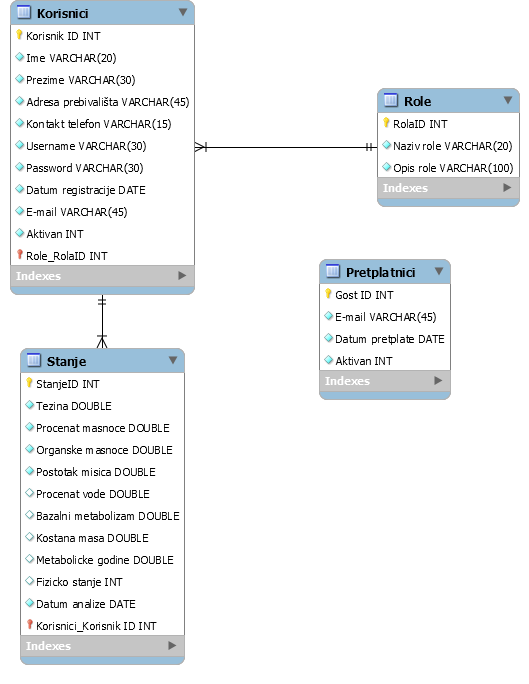 Korisnici
Korisnik ID INT
Ime VARCHAR(20)
Prezime VARCHAR(30)
Adresa prebivališta VARCHAR(45)
Kontakt telefon VARCHAR(15)
Username VARCHAR(30)
Password VARCHAR(30)
Datum registracije DATE
E-mail VARCHAR(45)
Aktivan INT
Role_RolaID INT
Indexes
Role
RolaID INT
Naziv role VARCHAR(20)
Opis role VARCHAR(100)
Indexes
Pretplatnici
Gost ID INT
E-mail VARCHAR(45)
Datum pretplate DATE
Aktivan INT
Indexes
Stanje
StanjeID INT
Tezina DOUBLE
Procenat masnoce DOUBLE
Organske masnoce DOUBLE
Postotak misica DOUBLE
Procenat vode DOUBLE
Bazalni metabolizam DOUBLE
Kostana masa DOUBLE
Metabolicke godine DOUBLE
Fizicko stanje INT
Datum analize DATE
Korisnici_Korisnik ID INT
Indexes